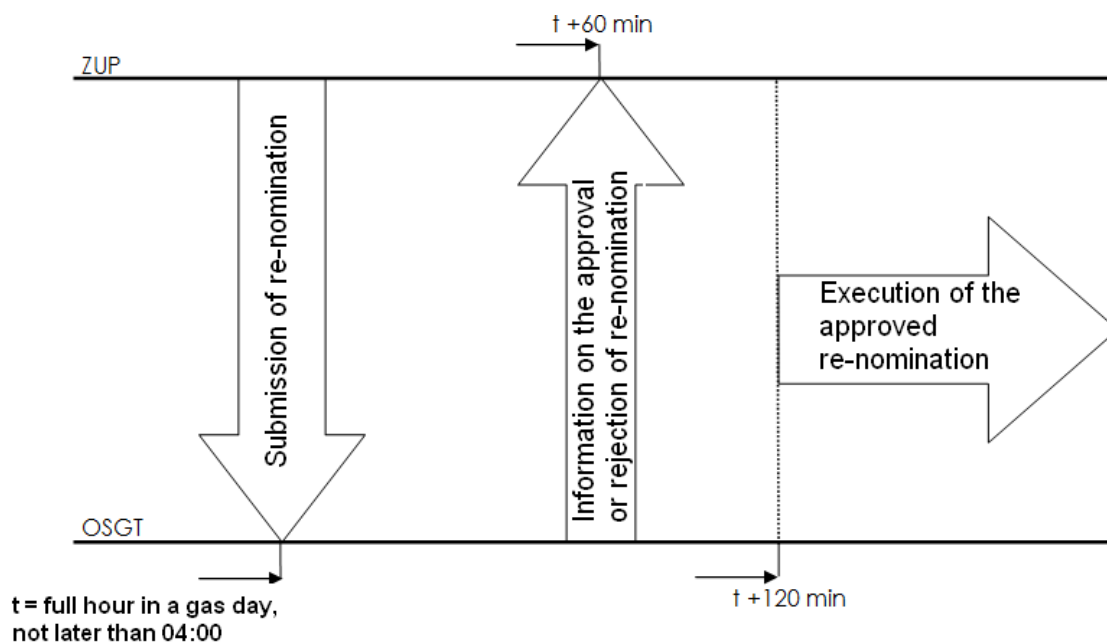 t +60 min
ZUP
Submission of re-nomination
Information on the approval
or rejection of re-nomination
Execution of the
approved
re-nomination
OSGT
t = full hour in a gas day,
not later than 04:00
t +120 min